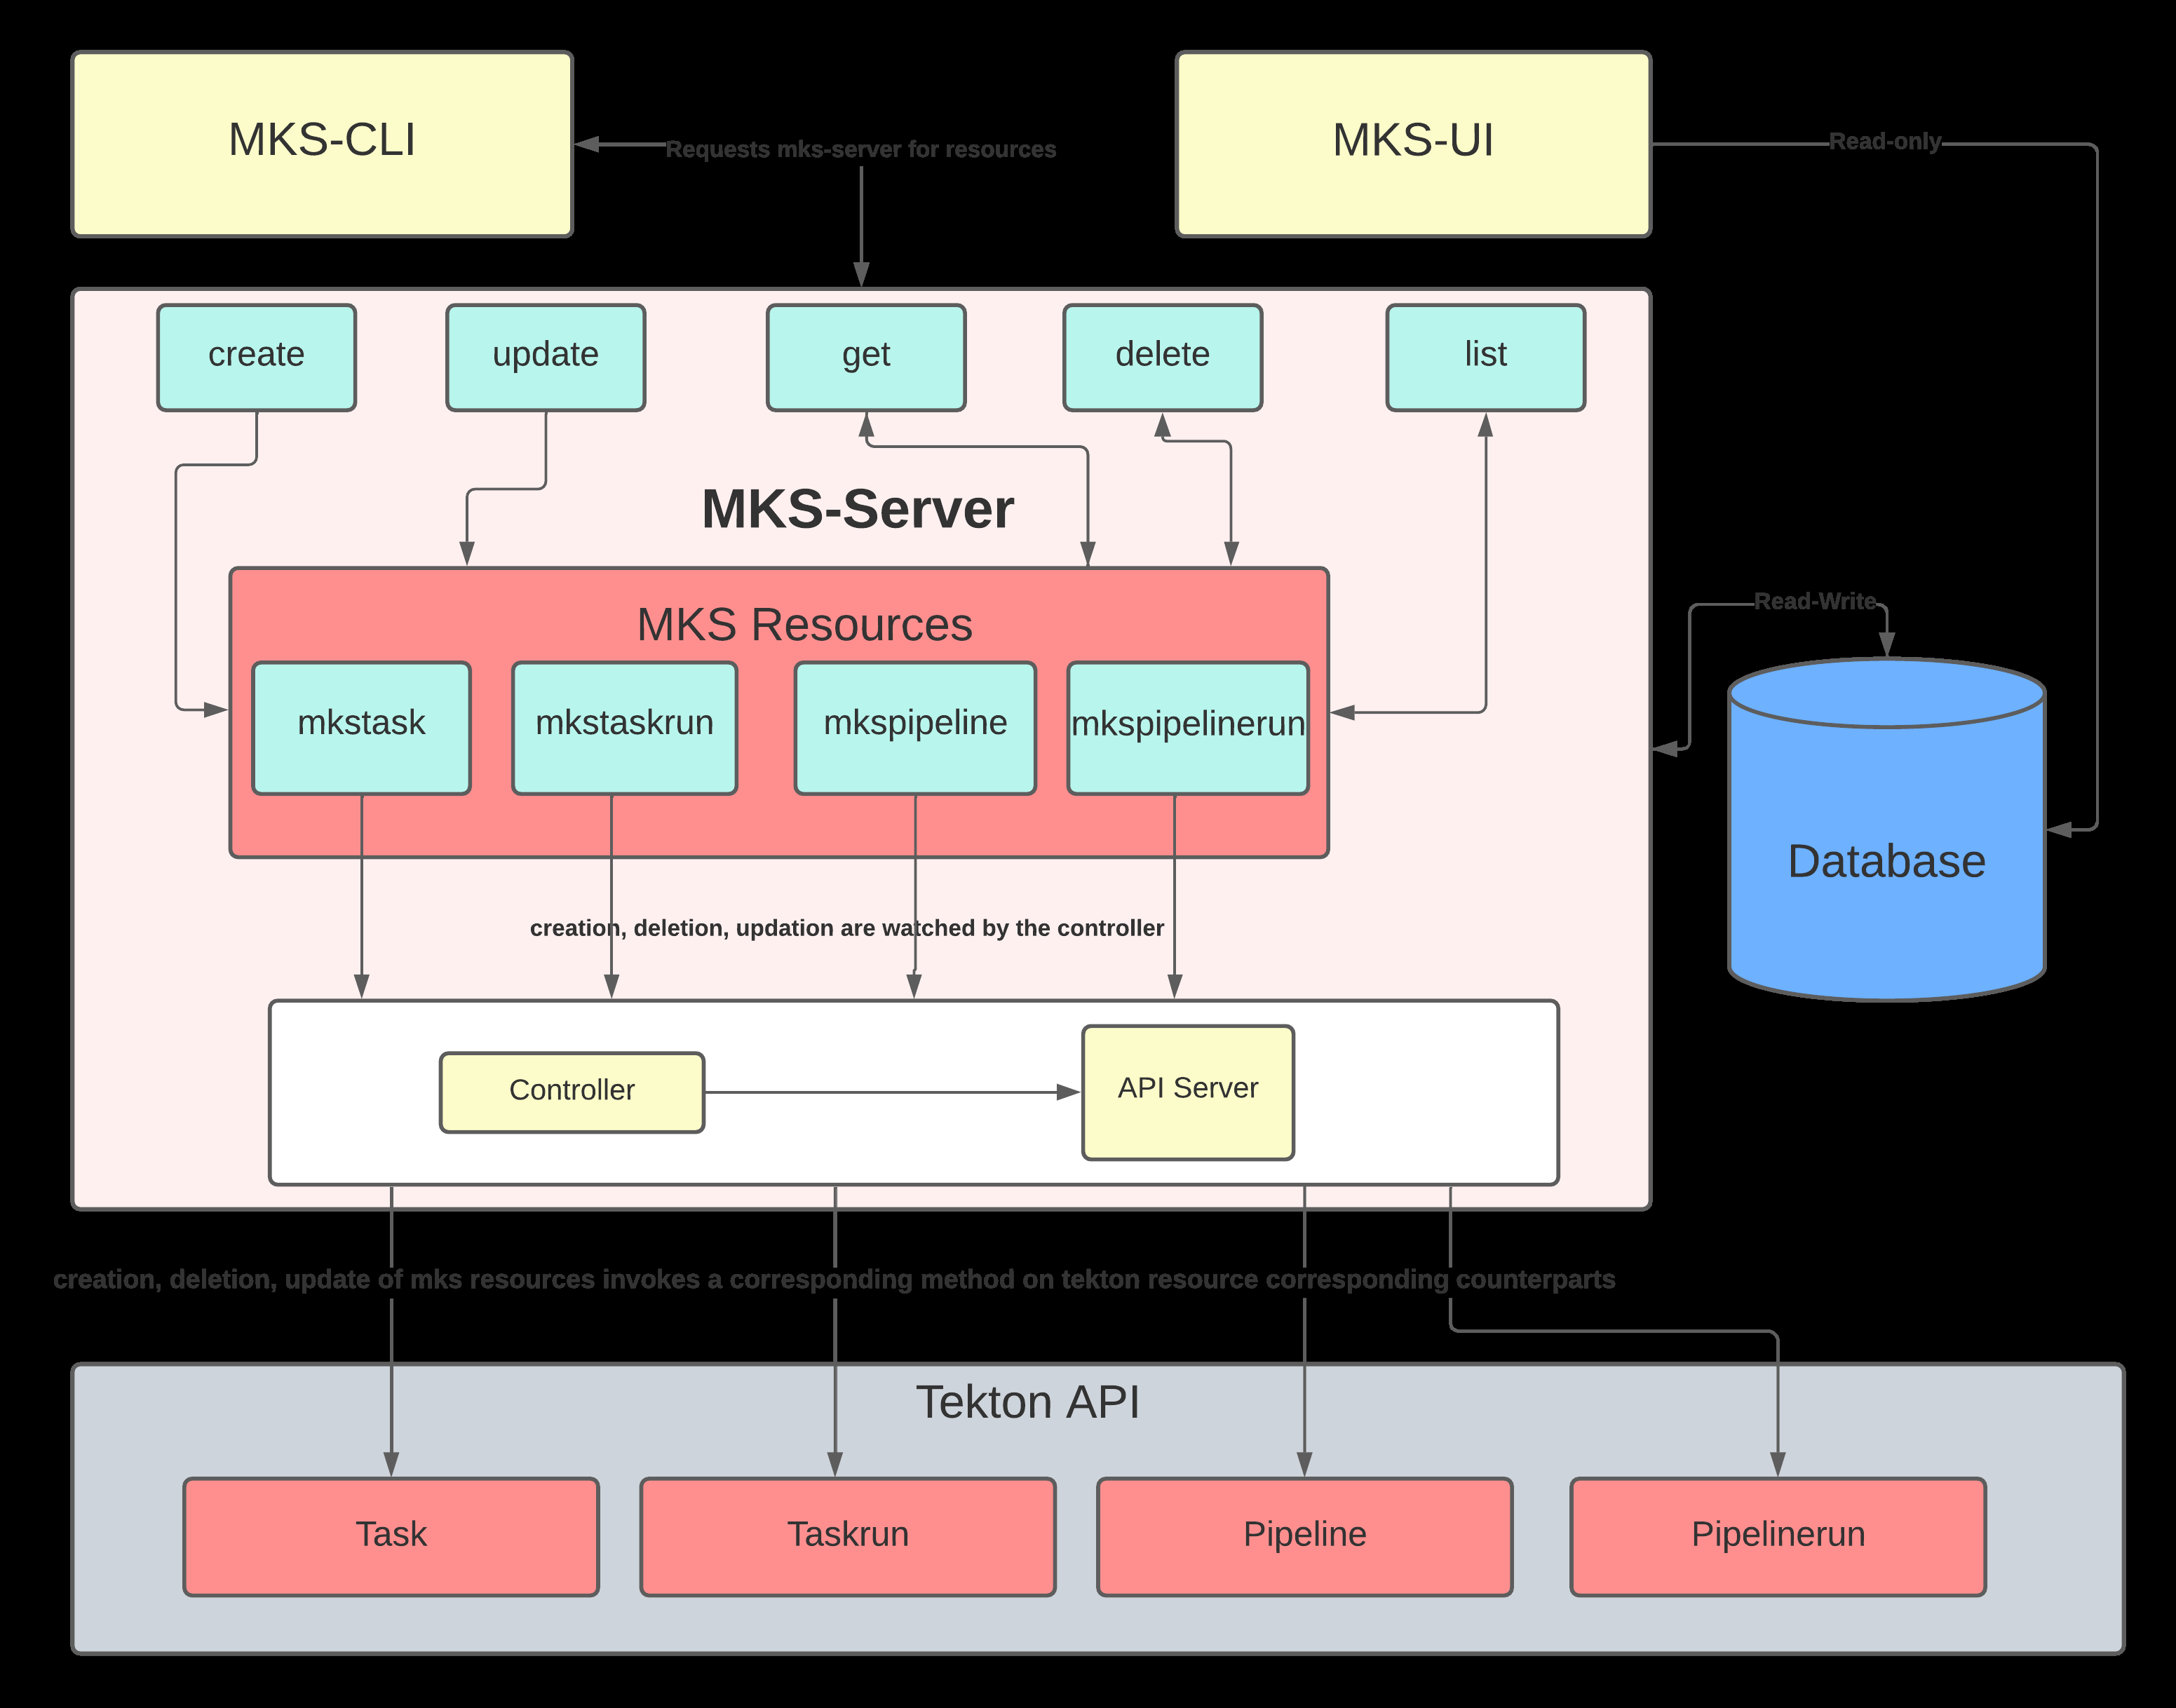 MKS-CLI
Requests mks-server for resources
MKS-UI
Read-only
create
update
get
delete
list
MKS-Server
MKS Resources
mkstask
mkstaskrun
mkspipeline
mkspipelinerun
Read-Write
Database
creation, deletion, updation are watched by the controller
Controller
API Server
creation, deletion, update of mks resources invokes a corresponding method on tekton resource corresponding counterparts
Tekton API
Task
Taskrun
Pipeline
Pipelinerun